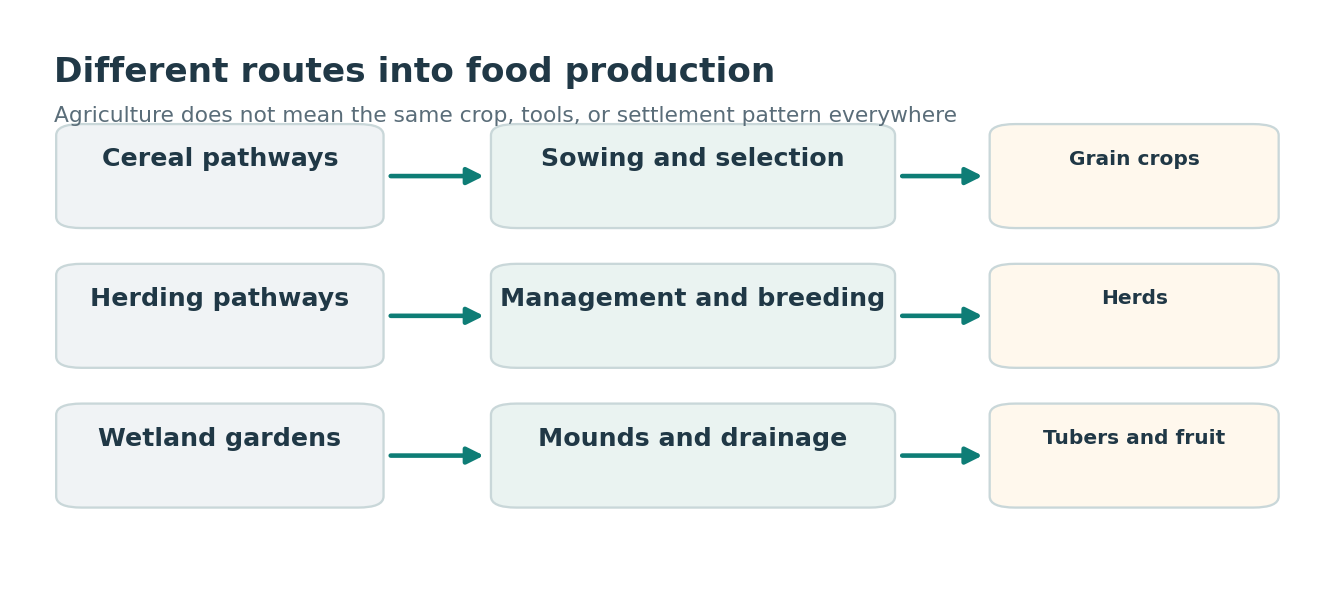 Different routes into food production
Agriculture does not mean the same crop, tools, or settlement pattern everywhere
Cereal pathways
Sowing and selection
Grain crops
Herding pathways
Management and breeding
Herds
Wetland gardens
Mounds and drainage
Tubers and fruit